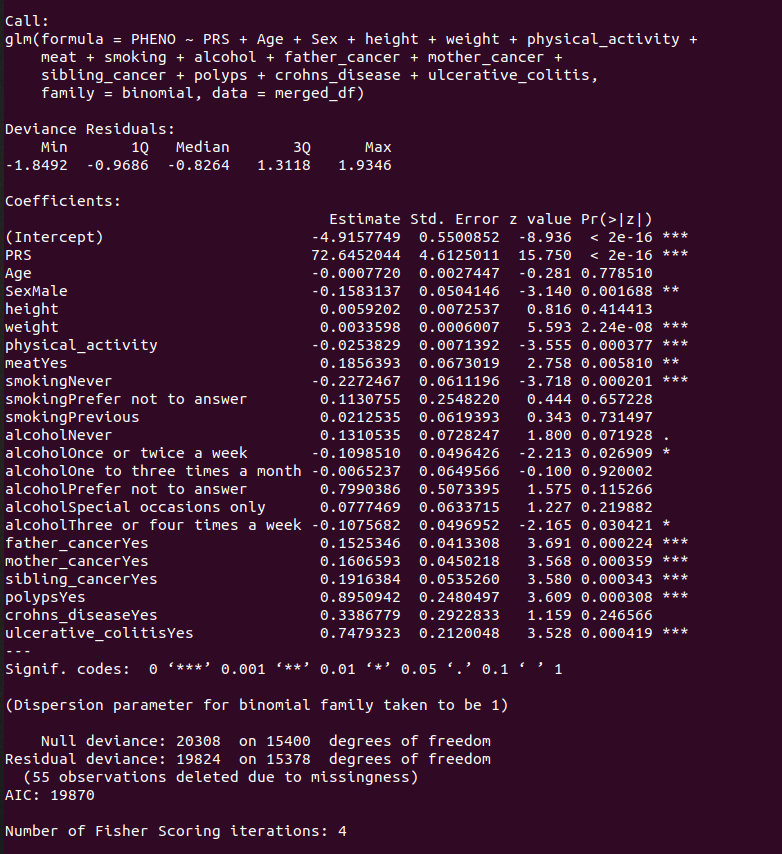 Call:
glm(formula = PHENO ~ PRS + Age + Sex + height + weight + physical_activity +
    meat + smoking + alcohol + father_cancer + mother_cancer +
    sibling_cancer + polyps + crohns_disease + ulcerative_colitis,
    family = binomial, data = merged_df)

Deviance Residuals:
    Min       1Q   Median       3Q      Max
-1.8492  -0.9686  -0.8264   1.3118   1.9346

Coefficients:
                                     Estimate Std. Error z value Pr(>|z|)
(Intercept)                        -4.9157749  0.5500852  -8.936  < 2e-16 ***
PRS                                72.6452044  4.6125011  15.750  < 2e-16 ***
Age                                -0.0007720  0.0027447  -0.281 0.778510
SexMale                            -0.1583137  0.0504146  -3.140 0.001688 **
height                              0.0059202  0.0072537   0.816 0.414413
weight                              0.0033598  0.0006007   5.593 2.24e-08 ***
physical_activity                  -0.0253829  0.0071392  -3.555 0.000377 ***
meatYes                             0.1856393  0.0673019   2.758 0.005810 **
smokingNever                       -0.2272467  0.0611196  -3.718 0.000201 ***
smokingPrefer not to answer         0.1130755  0.2548220   0.444 0.657228
smokingPrevious                     0.0212535  0.0619393   0.343 0.731497
alcoholNever                        0.1310535  0.0728247   1.800 0.071928 .
alcoholOnce or twice a week        -0.1098510  0.0496426  -2.213 0.026909 *
alcoholOne to three times a month -0.0065237  0.0649566  -0.100 0.920002
alcoholPrefer not to answer         0.7990386  0.5073395   1.575 0.115266
alcoholSpecial occasions only       0.0777469  0.0633715   1.227 0.219882
alcoholThree or four times a week -0.1075682  0.0496952  -2.165 0.030421 *
father_cancerYes                    0.1525346  0.0413308   3.691 0.000224 ***
mother_cancerYes                    0.1606593  0.0450218   3.568 0.000359 ***
sibling_cancerYes                   0.1916384  0.0535260   3.580 0.000343 ***
polypsYes                           0.8950942  0.2480497   3.609 0.000308 ***
crohns_diseaseYes                   0.3386779  0.2922833   1.159 0.246566
ulcerative_colitisYes               0.7479323  0.2120048   3.528 0.000419 ***
---
Signif. codes:  0 ‘***’ 0.001 ‘**’ 0.01 ‘*’ 0.05 ‘.’ 0.1 ‘ ’ 1

(Dispersion parameter for binomial family taken to be 1)

    Null deviance: 20308  on 15400  degrees of freedom
Residual deviance: 19824  on 15378  degrees of freedom
  (55 observations deleted due to missingness)
AIC: 19870

Number of Fisher Scoring iterations: 4